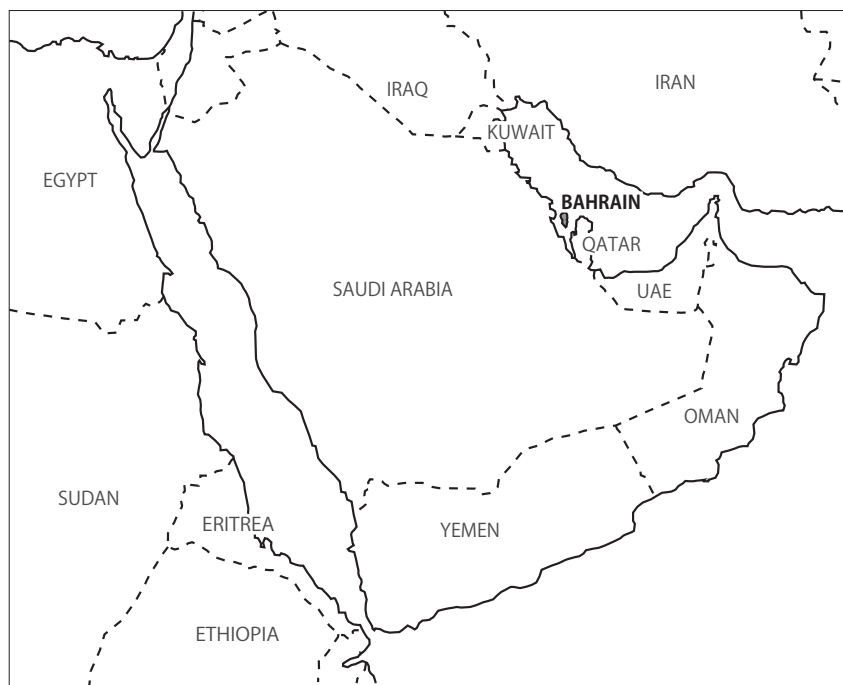 IRAQ
IRAN
KUWAIT
EGYPT
BAHRAIN
QATAR
SAUDI ARABIA
UAE
OMAN
SUDAN
ERITREA
YEMEN
ETHIOPIA